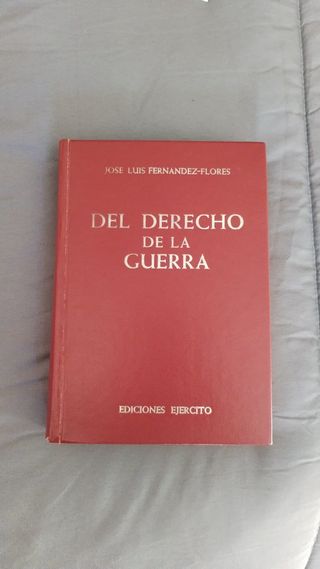 JOSE LUIS FERNANDEZ-FLORES
DEL DERECHO
DE LA
GUERRA
EDICIONES EJERCITO